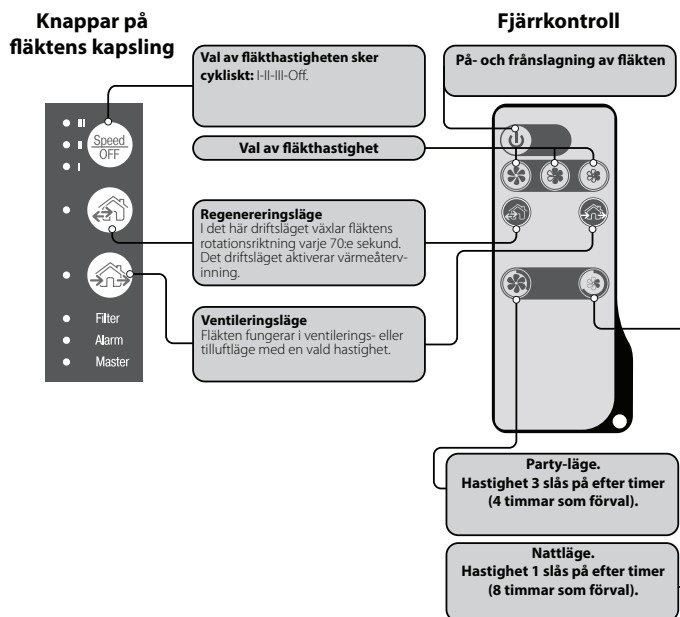 Knappar på
fläktens kapsling
Fjärrkontroll
Val av fläkthastigheten sker
cykliskt: I-II-III-Off.
På- och frånslagning av fläkten
III
II
I
Speed
OFF
Val av fläkthastighet
Regenereringsläge
I det här driftsläget växlar fläktens
rotationsriktning varje 70:e sekund.
Det driftsläget aktiverar värmeåterv-
inning.
Ventileringsläge
Fläkten fungerar i ventilerings- eller
tilluftläge med en vald hastighet.
Filter
Alarm
Master
Party-läge.
Hastighet 3 slås på efter timer
(4 timmar som förval).
Nattläge.
Hastighet 1 slås på efter timer
(8 timmar som förval).